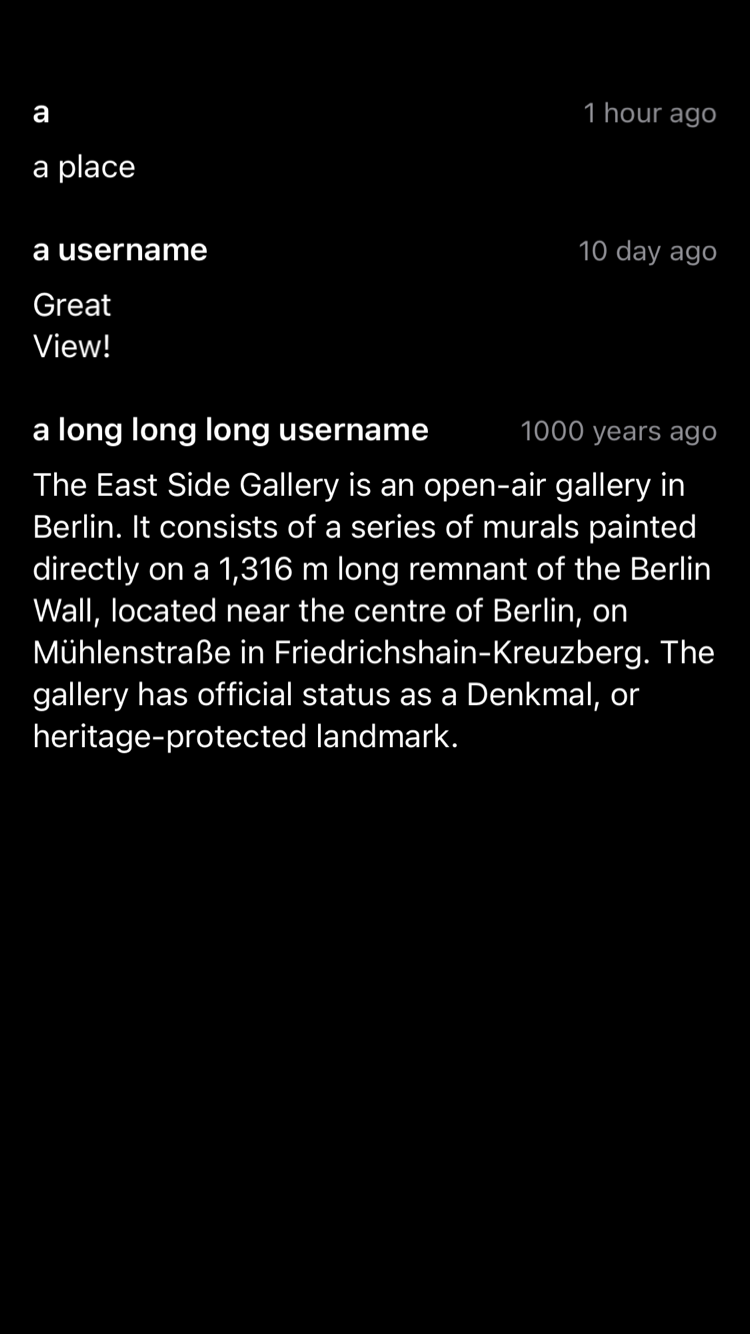 a 1 hour ago
a place
a username 10 day ago
Great
View!
a long long long username 1000 years ago
The East Side Gallery is an open-air gallery in
Berlin. It consists of a series of murals painted
directly on a 1,316 m long remnant of the Berlin
Wall, located near the centre of Berlin, on
Mühlenstraße in Friedrichshain-Kreuzberg. The
gallery has official status as a Denkmal, or
heritage-protected landmark.